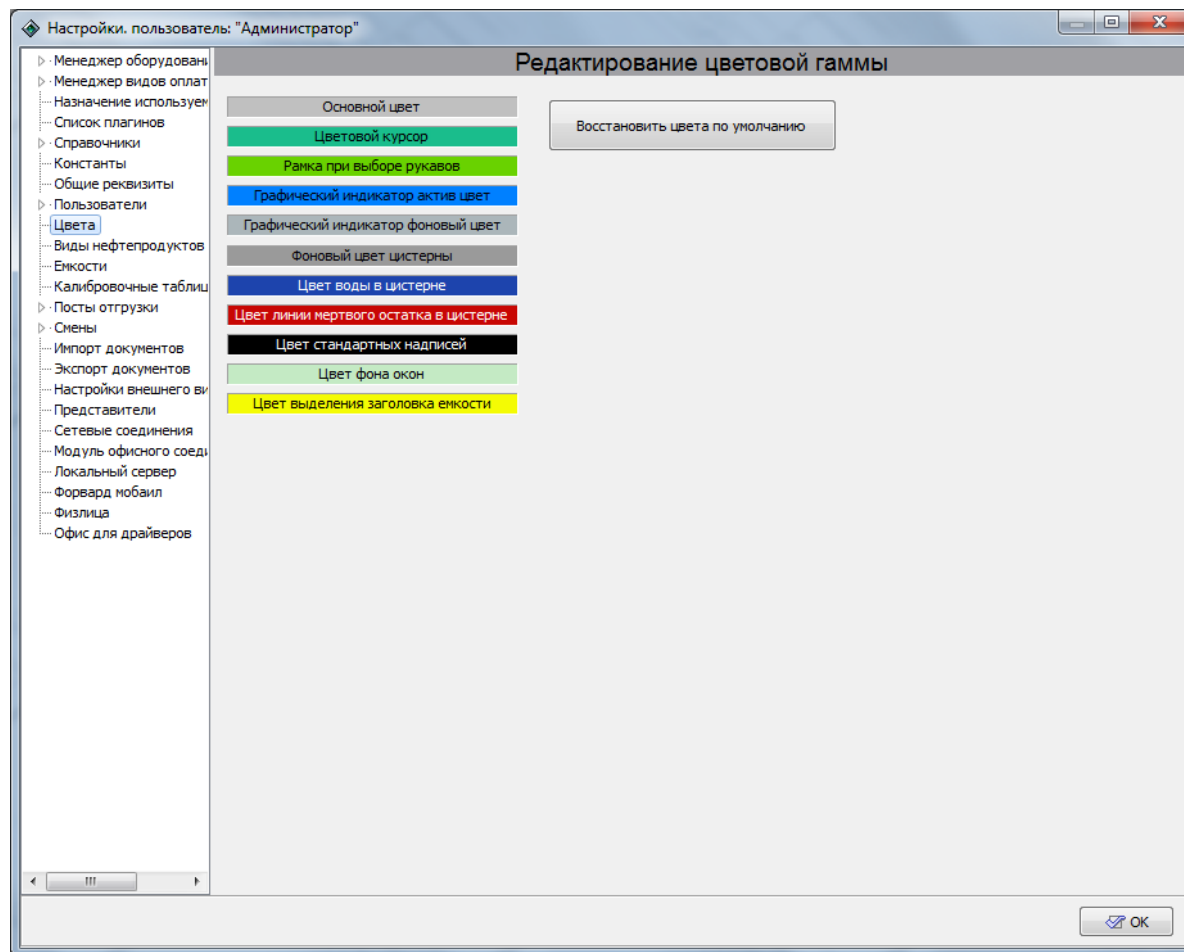 Настройки. пользователь: "Администратор"
Менеджер оборудовани
Менеджер видов оплат
Назначение используем
Список плагинов
Справочники
Константы
Общие реквизиты
Пользователи
Цвета
Виды нефтепродуктов
Емкости
Калибровочные таблиц
Посты отгрузки
Смены
Импорт документов
Экспорт документов
Настройки внешнего ви
Представители
Сетевые соединения
Модуль офисного соеди
Локальный сервер
Форвард мобаил
Физлица
Офис для драйверов
Редактирование цветовой гаммы
Основной цвет
Цветовой курсор
Рамка при выборе рукавов
Графический индикатор актив цвет
Графический индикатор фоновый цвет
Фоновый цвет цистерны
Цвет воды в цистерне
Цвет линии мертвого остатка в цистерне
Цвет стандартных надписей
Цвет фона окон
Цвет выделения заголовка емкости
Восстановить цвета по умолчанию
OK